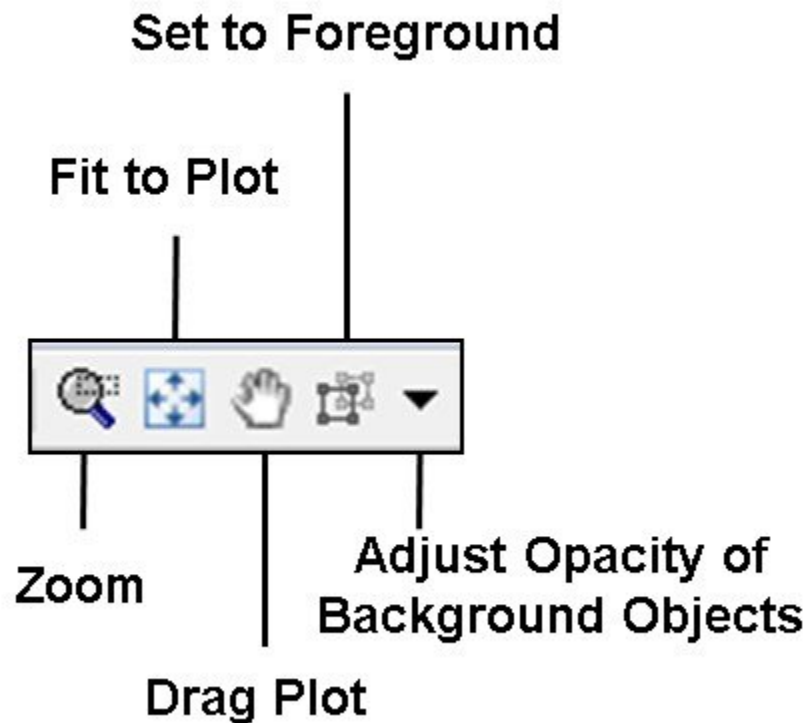 Set to Foreground
Fit to Plot
Zoom
Adjust Opacity of
Background Objects
Drag Plot